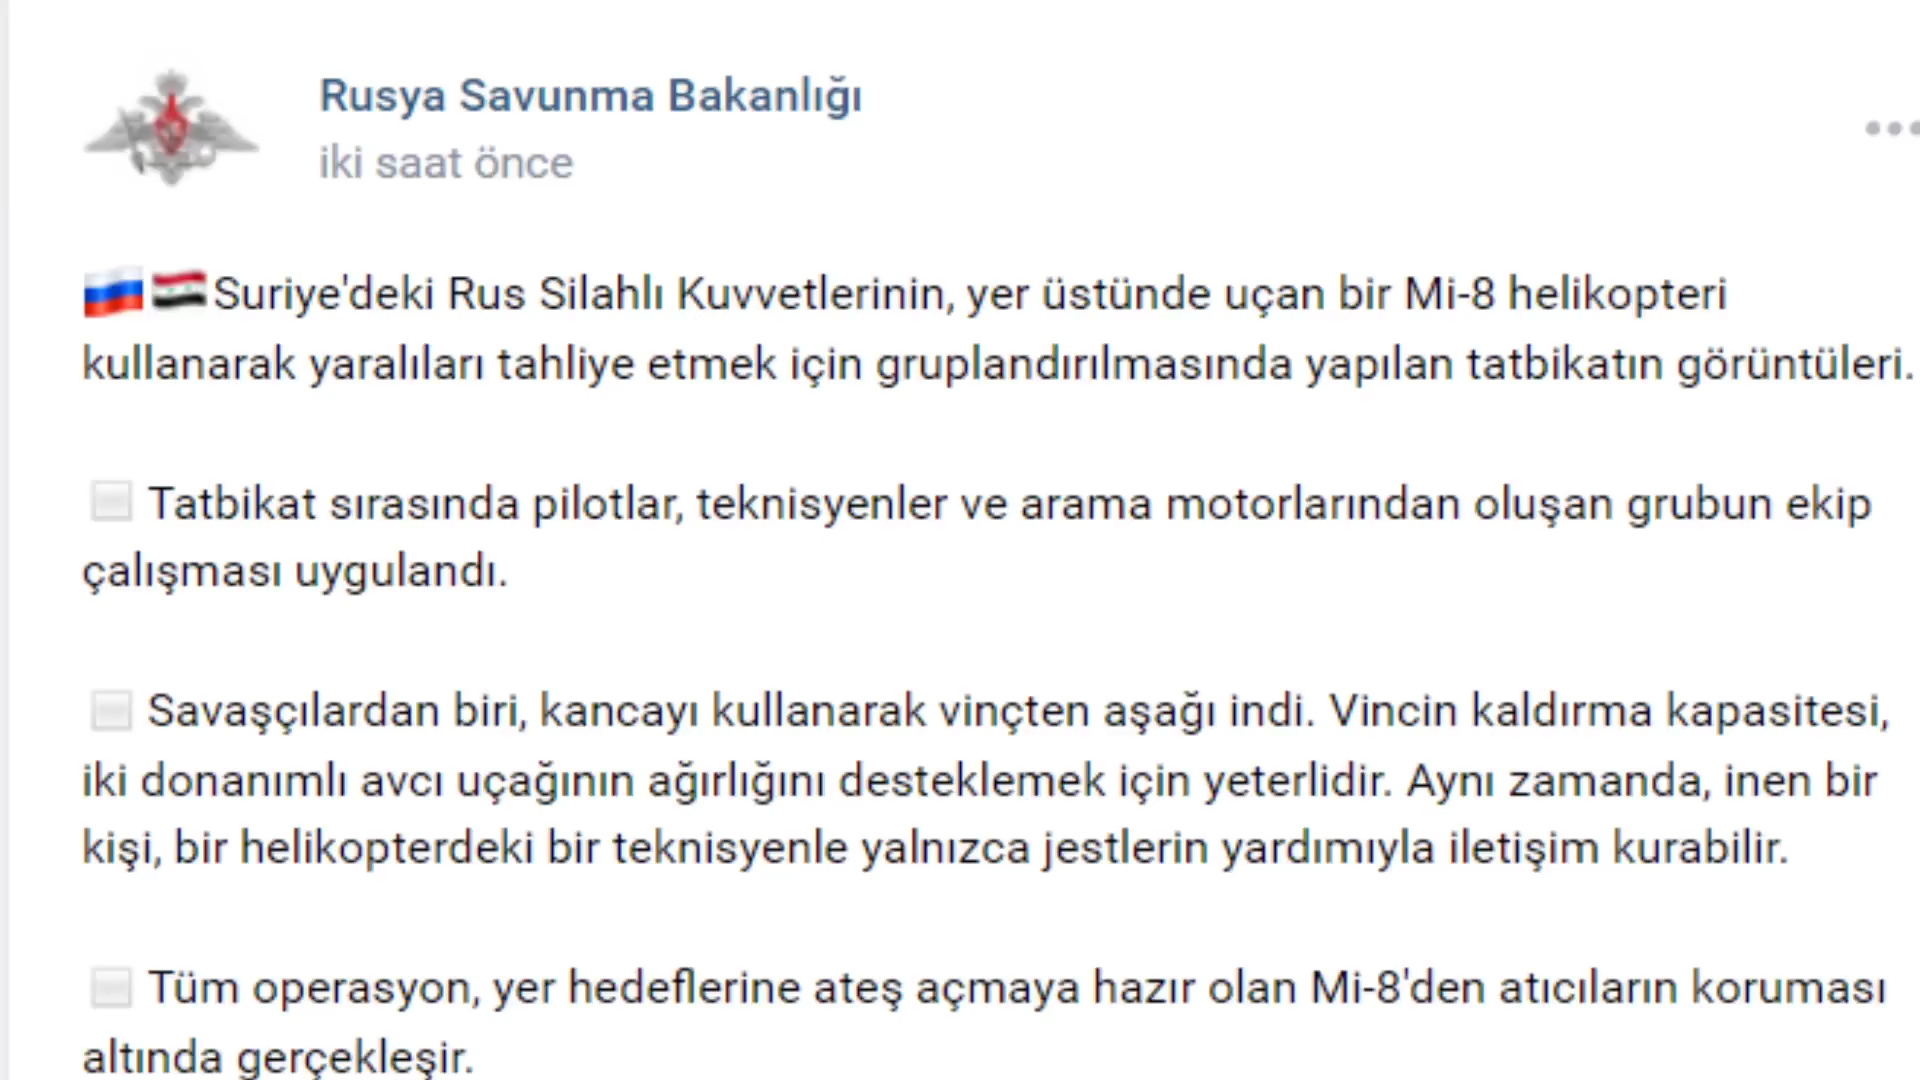 Rusya Savunma Bakanlığı
iki saat önce
🇷🇺🇸🇾Suriye'deki Rus Silahlı Kuvvetlerinin, yer üstünde uçan bir Mi-8 helikopteri
kullanarak yaralıları tahliye etmek için gruplandırılmasında yapılan tatbikatın görüntüleri.
◻️ Tatbikat sırasında pilotlar, teknisyenler ve arama motorlarından oluşan grubun ekip
çalışması uygulandı.
◻️ Savaşçılardan biri, kancayı kullanarak vinçten aşağı indi. Vincin kaldırma kapasitesi,
iki donanımlı avcı uçağının ağırlığını desteklemek için yeterlidir. Aynı zamanda, inen bir
kişi, bir helikopterdeki bir teknisyenle yalnızca jestlerin yardımıyla iletişim kurabilir.
◻️ Tüm operasyon, yer hedeflerine ateş açmaya hazır olan Mi-8'den atıcıların koruması
altında gerçekleşir.